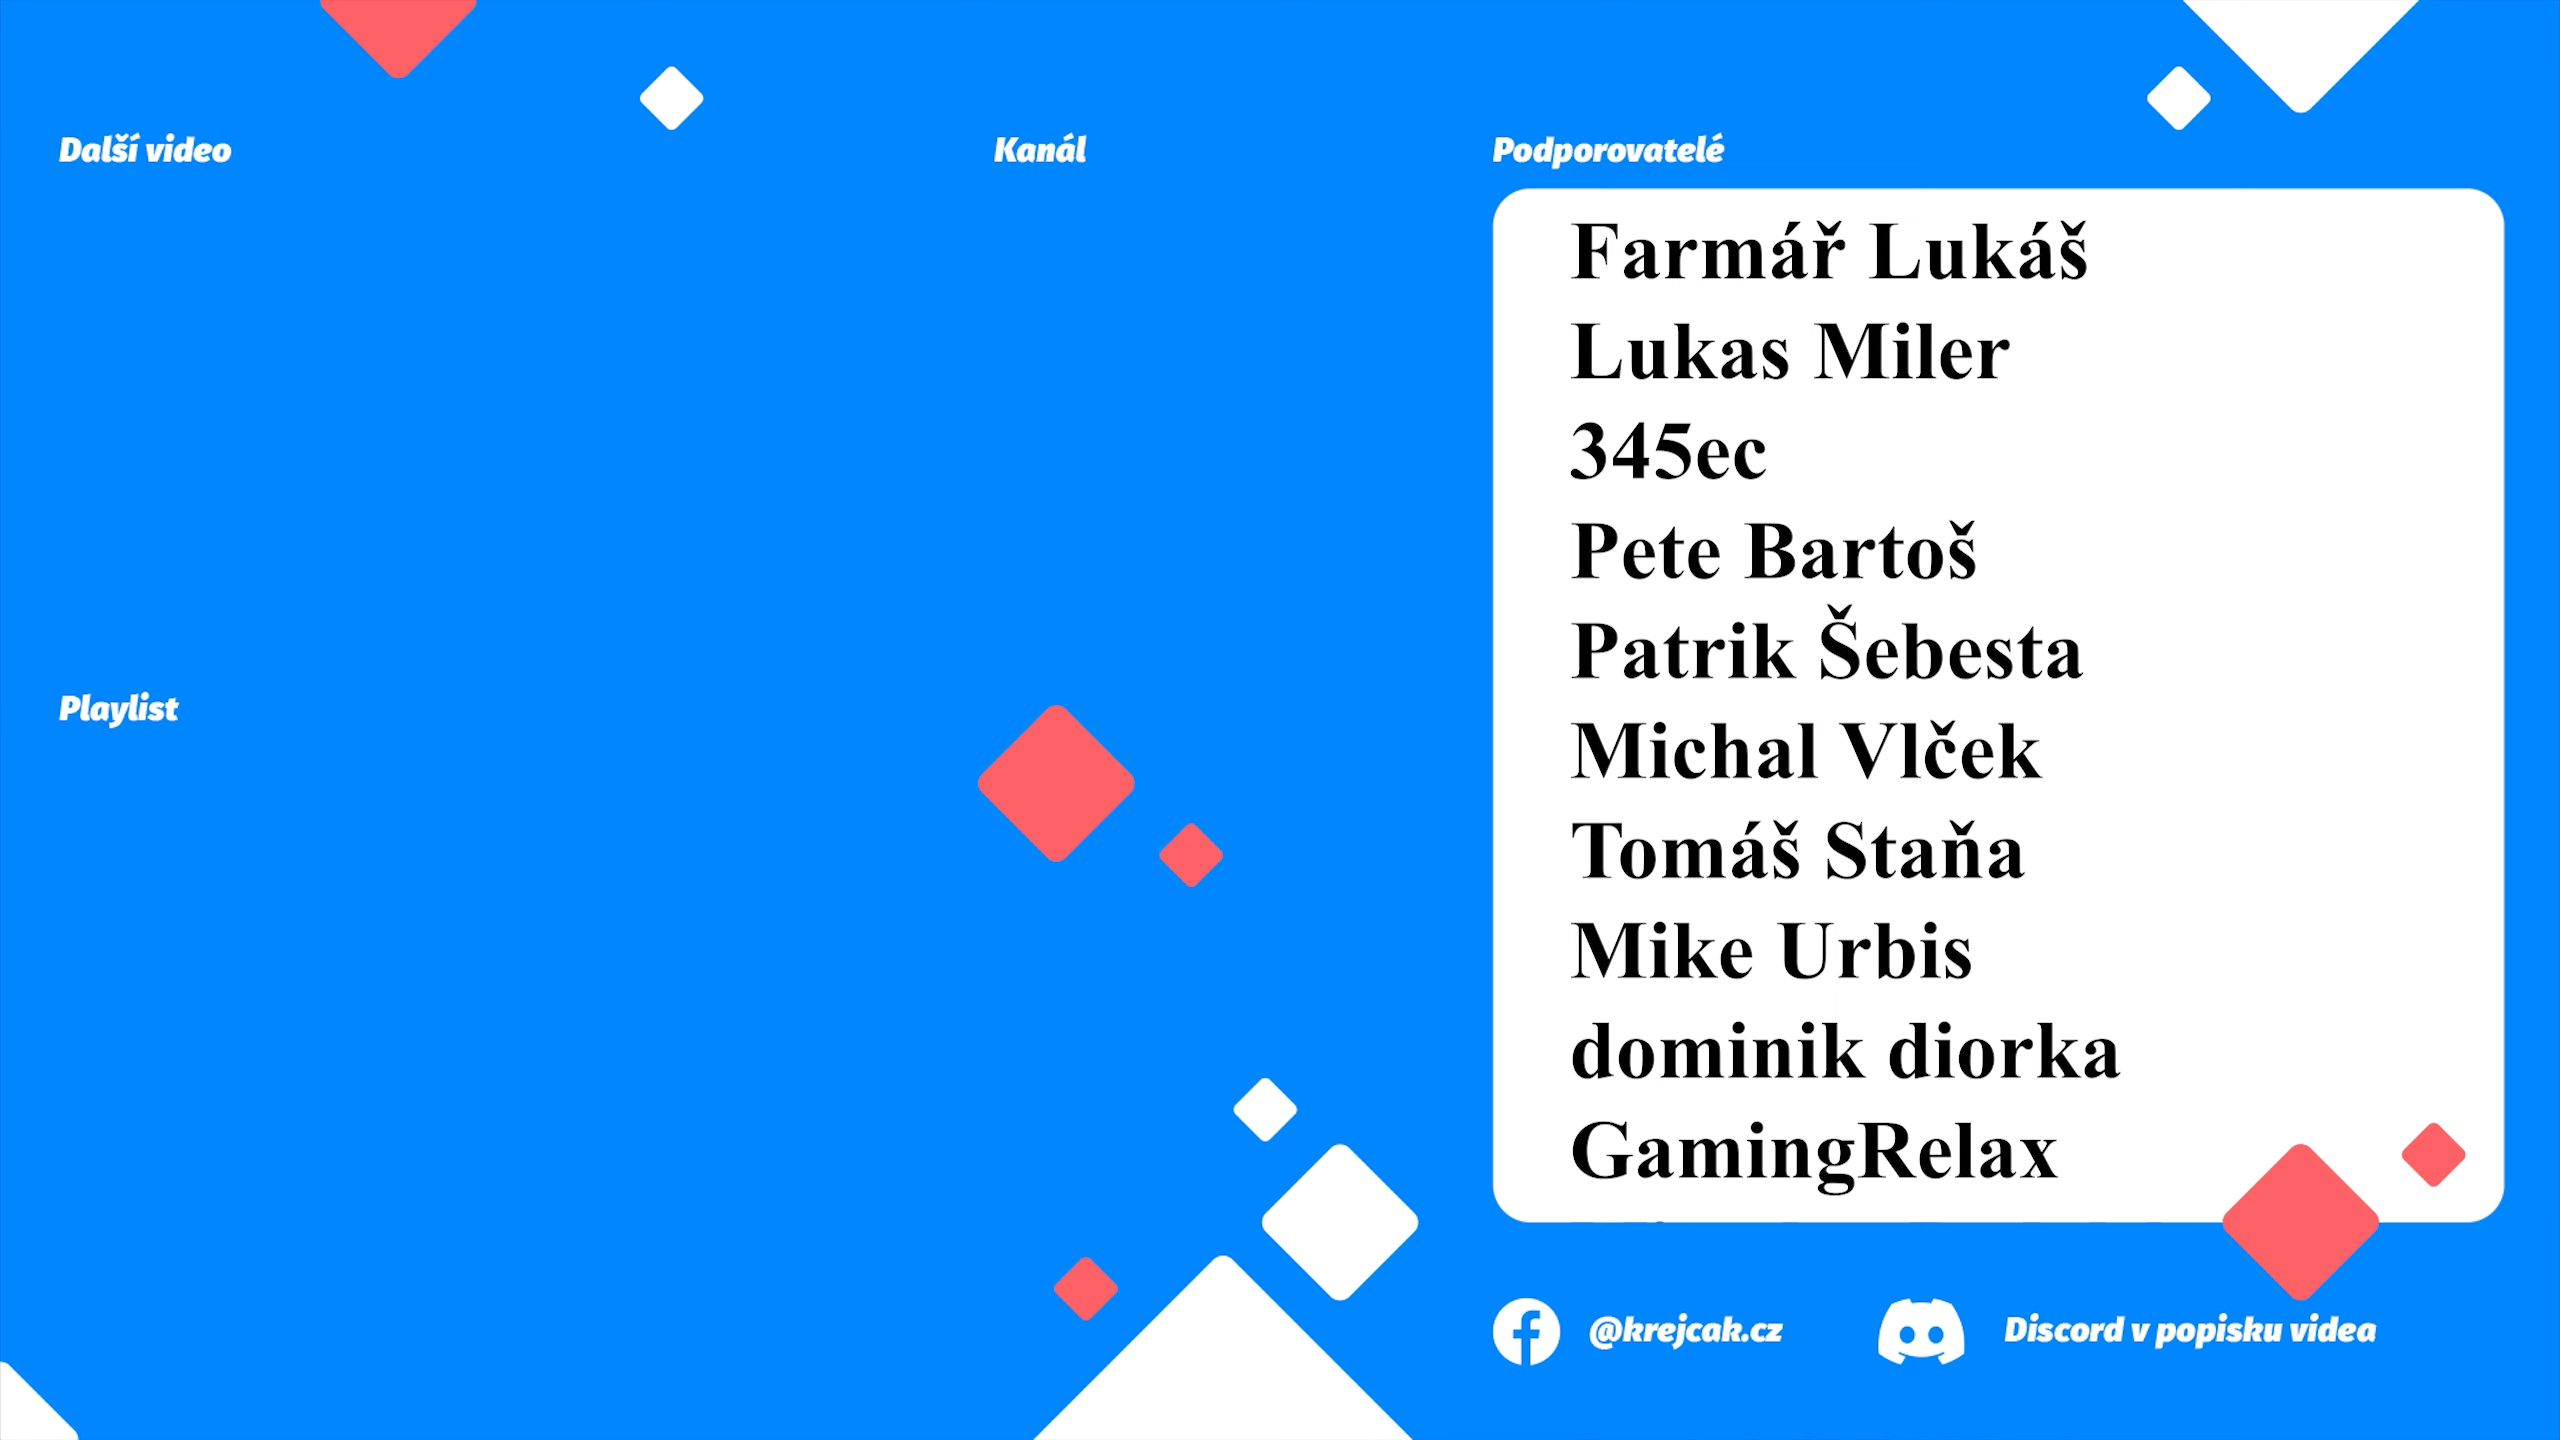 Další video
Kanál
Podporovatelé
Farmář Lukáš
Lukas Miler
345ec
Pete Bartoš
Patrik Šebesta
Michal Vlček
Tomáš Staňa
Mike Urbis
dominik diorka
GamingRelax
Playlist
@krejcak.cz
Discord v popisku videa